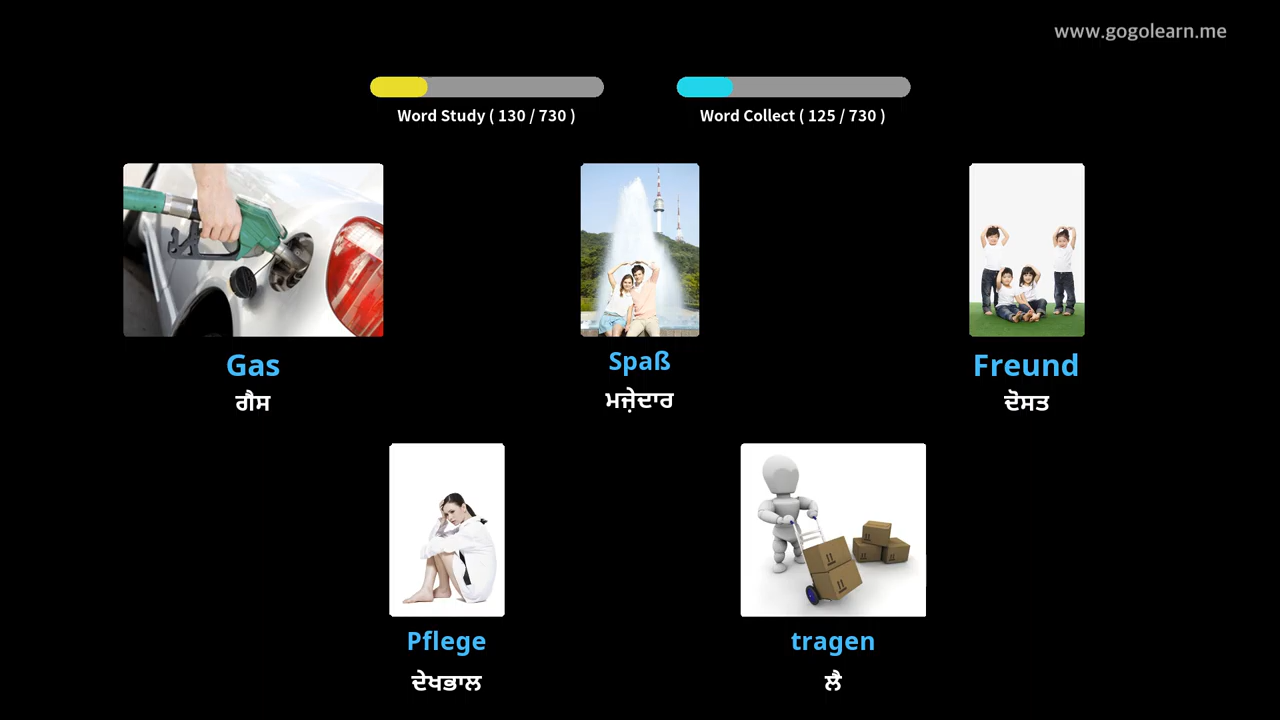 www.gogolearn.me
Word Study ( 130 / 730 )
Word Collect ( 125 / 730 )
Gas
ਗੈਸ
Spaß
ਮਜ਼ੇਦਾਰ
Freund
ਦੋਸਤ
Pflege
ਦੇਖਭਾਲ
tragen
ਲੈ